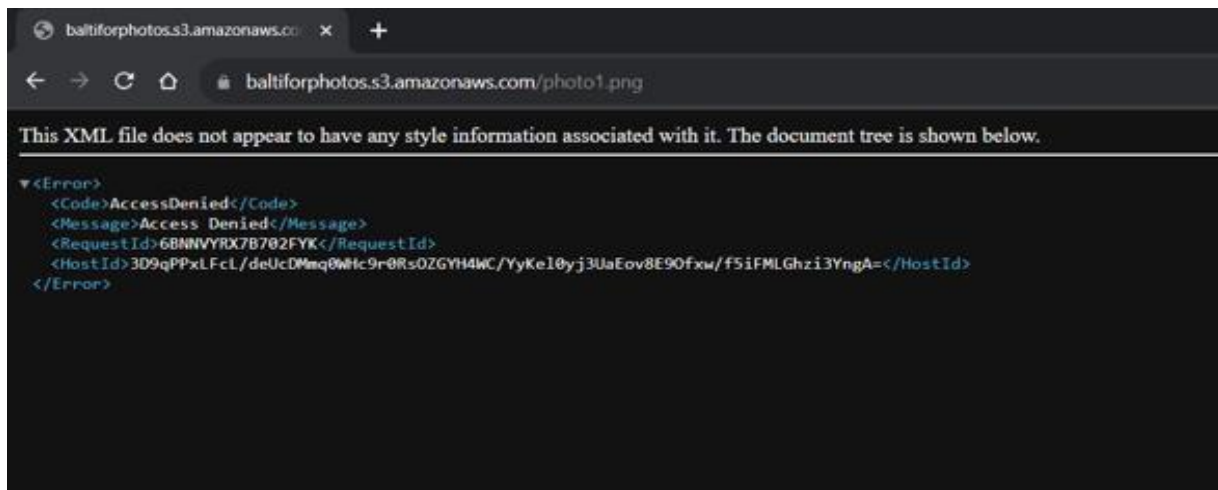 baltiforphotos.s3.amazonaws.co
baltiforphotos.s3.amazonaws.com/photo1.png
This XML file does not appear to have any style information associated with it. The document tree is shown below.
<Error>
<Code>AccessDenied</Code>
<Message>Access Denied</Message>
<RequestId>6BNNVYRX7B702FYK</RequestId>
<HostId>3D9qPPxLFcL/deUcDMmq0WHc9r0RsOZGYH4WC/YyKel0yj3UaEov8E9Ofxw/f5iFMLGhzi3YngA=</HostId>
</Error>